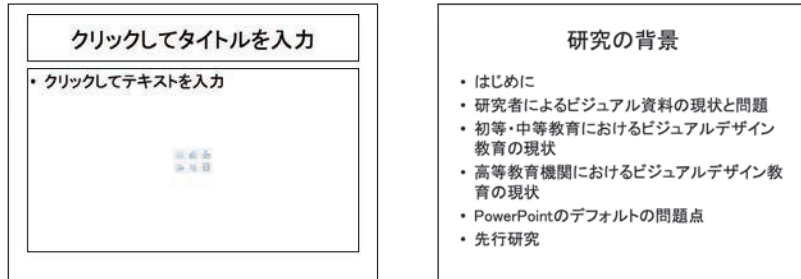 クリックしてタイトルを入力
• クリックしてテキストを入力
研究の背景
• はじめに
• 研究者によるビジュアル資料の現状と問題
• 初等・中等教育におけるビジュアルデザイン
教育の現状
• 高等教育機関におけるビジュアルデザイン教
育の現状
• PowerPointのデフォルトの問題点
• 先行研究